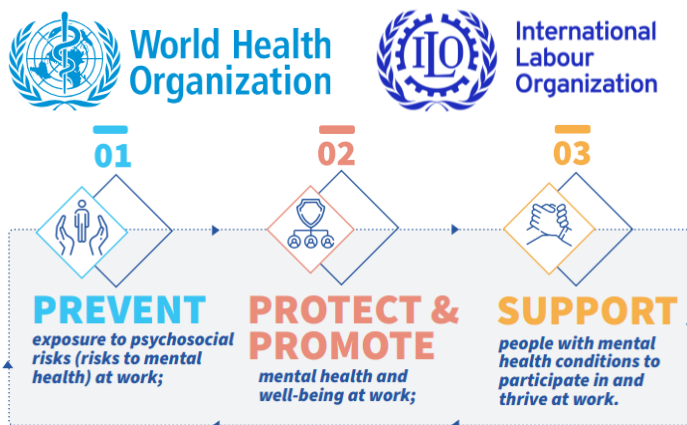 World Health
Organization
ILO
International
Labour
Organization
01
02
03
PREVENT
exposure to psychosocial
risks (risks to mental
health) at work;
PROTECT &
PROMOTE
mental health and
well-being at work;
SUPPORT
people with mental
health conditions to
participate in and
thrive at work.